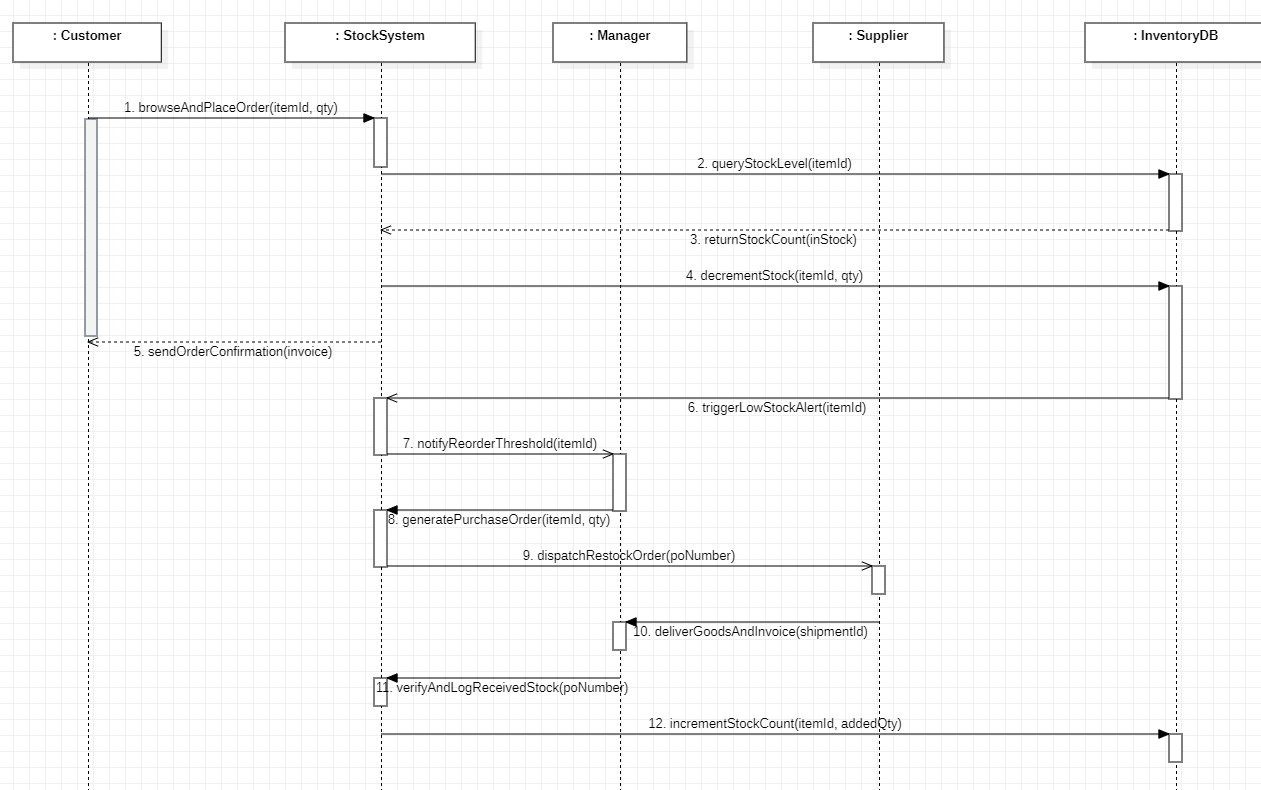 : Customer
: StockSystem
: Manager
: Supplier
: InventoryDB
1. browseAndPlaceOrder(itemId, qty)
2. queryStockLevel(itemId)
3. returnStockCount(inStock)
4. decrementStock(itemId, qty)
5. sendOrderConfirmation(invoice)
6. triggerLowStockAlert(itemId)
7. notifyReorderThreshold(itemId)
8. generatePurchaseOrder(itemId, qty)
9. dispatchRestockOrder(poNumber)
10. deliverGoodsAndInvoice(shipmentId)
11. verifyAndLogReceivedStock(poNumber)
12. incrementStockCount(itemId, addedQty)